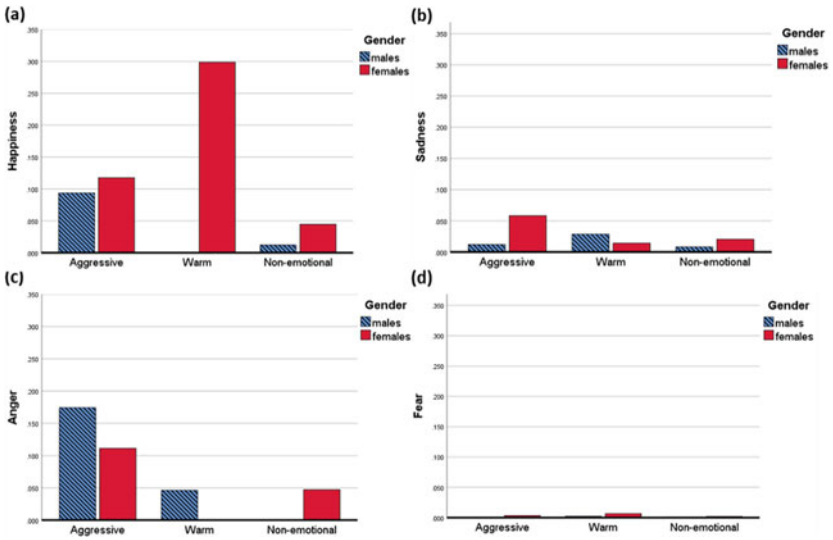 (a)
Gender
males
females
.350
.300
.250
.200
.150
.100
.050
.000
Happiness
Aggressive Warm Non-emotional
(b)
Gender
males
females
.350
.300
.250
.200
.150
.100
.050
.000
Sadness
Aggressive Warm Non-emotional
(c)
Gender
males
females
.350
.300
.250
.200
.150
.100
.050
.000
Anger
Aggressive Warm Non-emotional
(d)
Gender
males
females
.350
.300
.250
.200
.150
.100
.050
.000
Fear
Aggressive Warm Non-emotional